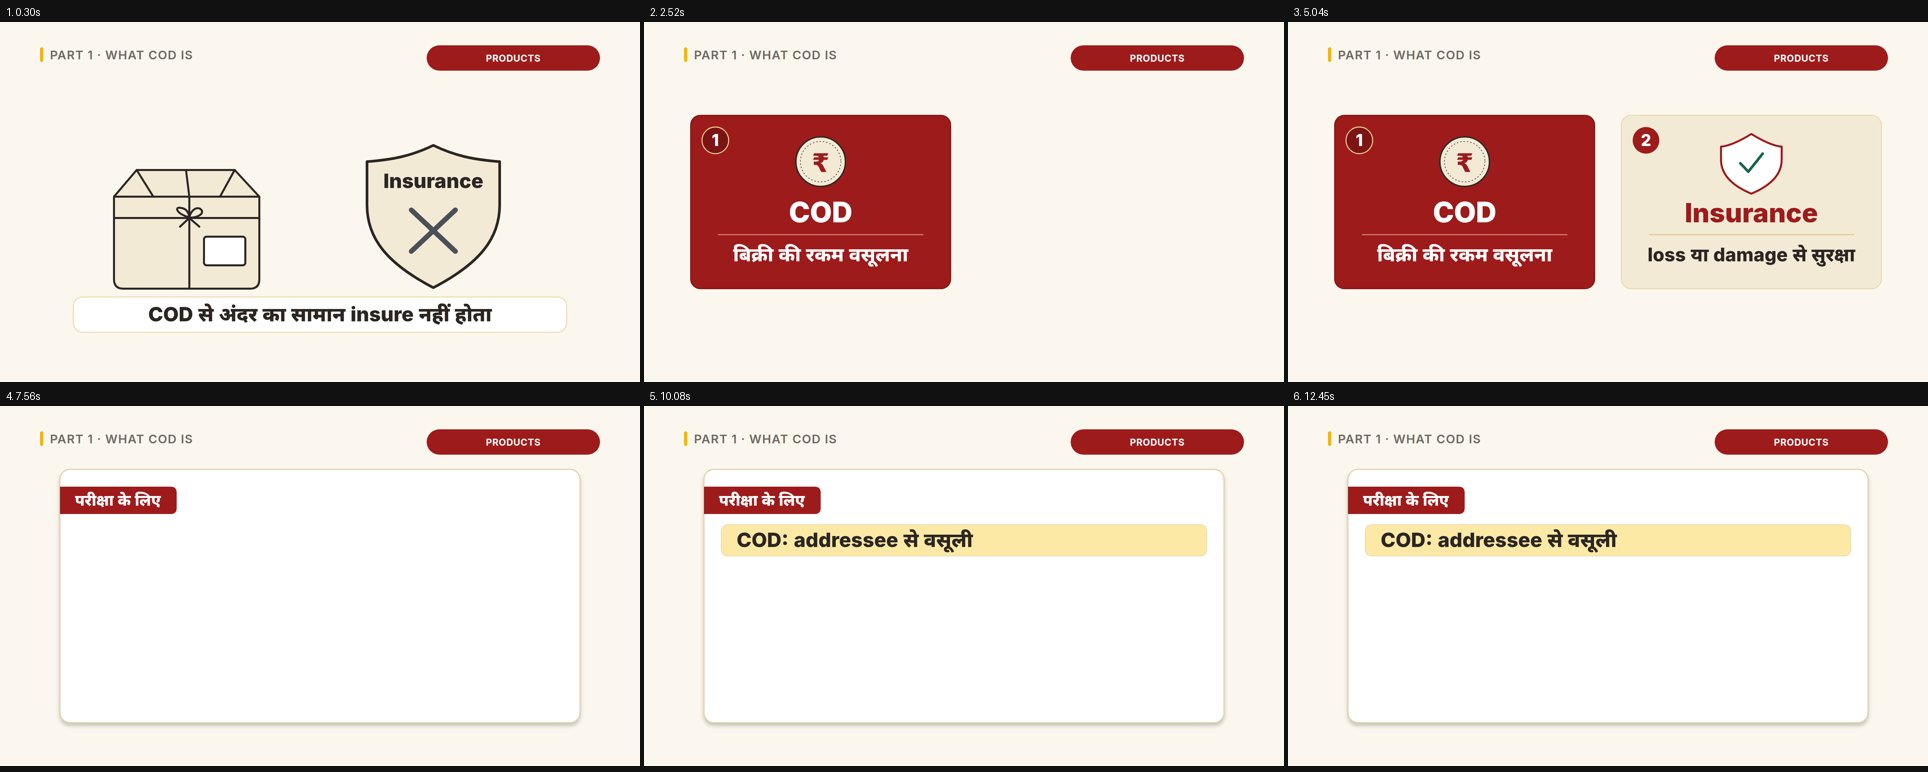 1. 0.30s
PART 1 · WHAT COD IS
PRODUCTS
Insurance
COD से अंदर का सामान insure नहीं होता
2. 2.52s
PART 1 · WHAT COD IS
PRODUCTS
1
₹
COD
बिक्री की रकम वसूलना
3. 5.04s
PART 1 · WHAT COD IS
PRODUCTS
1
₹
COD
बिक्री की रकम वसूलना
2
Insurance
loss या damage से सुरक्षा
4. 7.56s
PART 1 · WHAT COD IS
PRODUCTS
परीक्षा के लिए
5. 10.08s
PART 1 · WHAT COD IS
PRODUCTS
परीक्षा के लिए
COD: addressee से वसूली
6. 12.45s
PART 1 · WHAT COD IS
PRODUCTS
परीक्षा के लिए
COD: addressee से वसूली